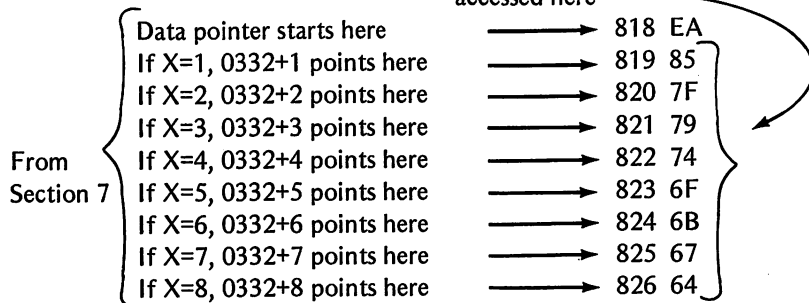 accessed here
Data pointer starts here 818 EA
If X=1, 0332+1 points here 819 85
If X=2, 0332+2 points here 820 7F
If X=3, 0332+3 points here 821 79
From If X=4, 0332+4 points here 822 74
Section 7 If X=5, 0332+5 points here 823 6F
If X=6, 0332+6 points here 824 6B
If X=7, 0332+7 points here 825 67
If X=8, 0332+8 points here 826 64